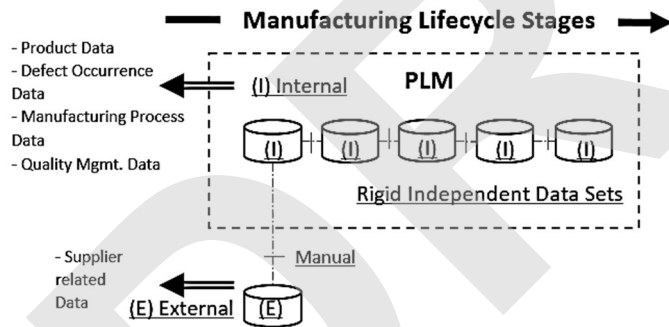 Manufacturing Lifecycle Stages
- Product Data
- Defect Occurrence
Data
- Manufacturing Process
Data
- Quality Mgmt. Data
(I) Internal
PLM
(I) (I) (I) (I) (I)
Rigid Independent Data Sets
- Supplier
related
Data
Manual
(E) External
(E)